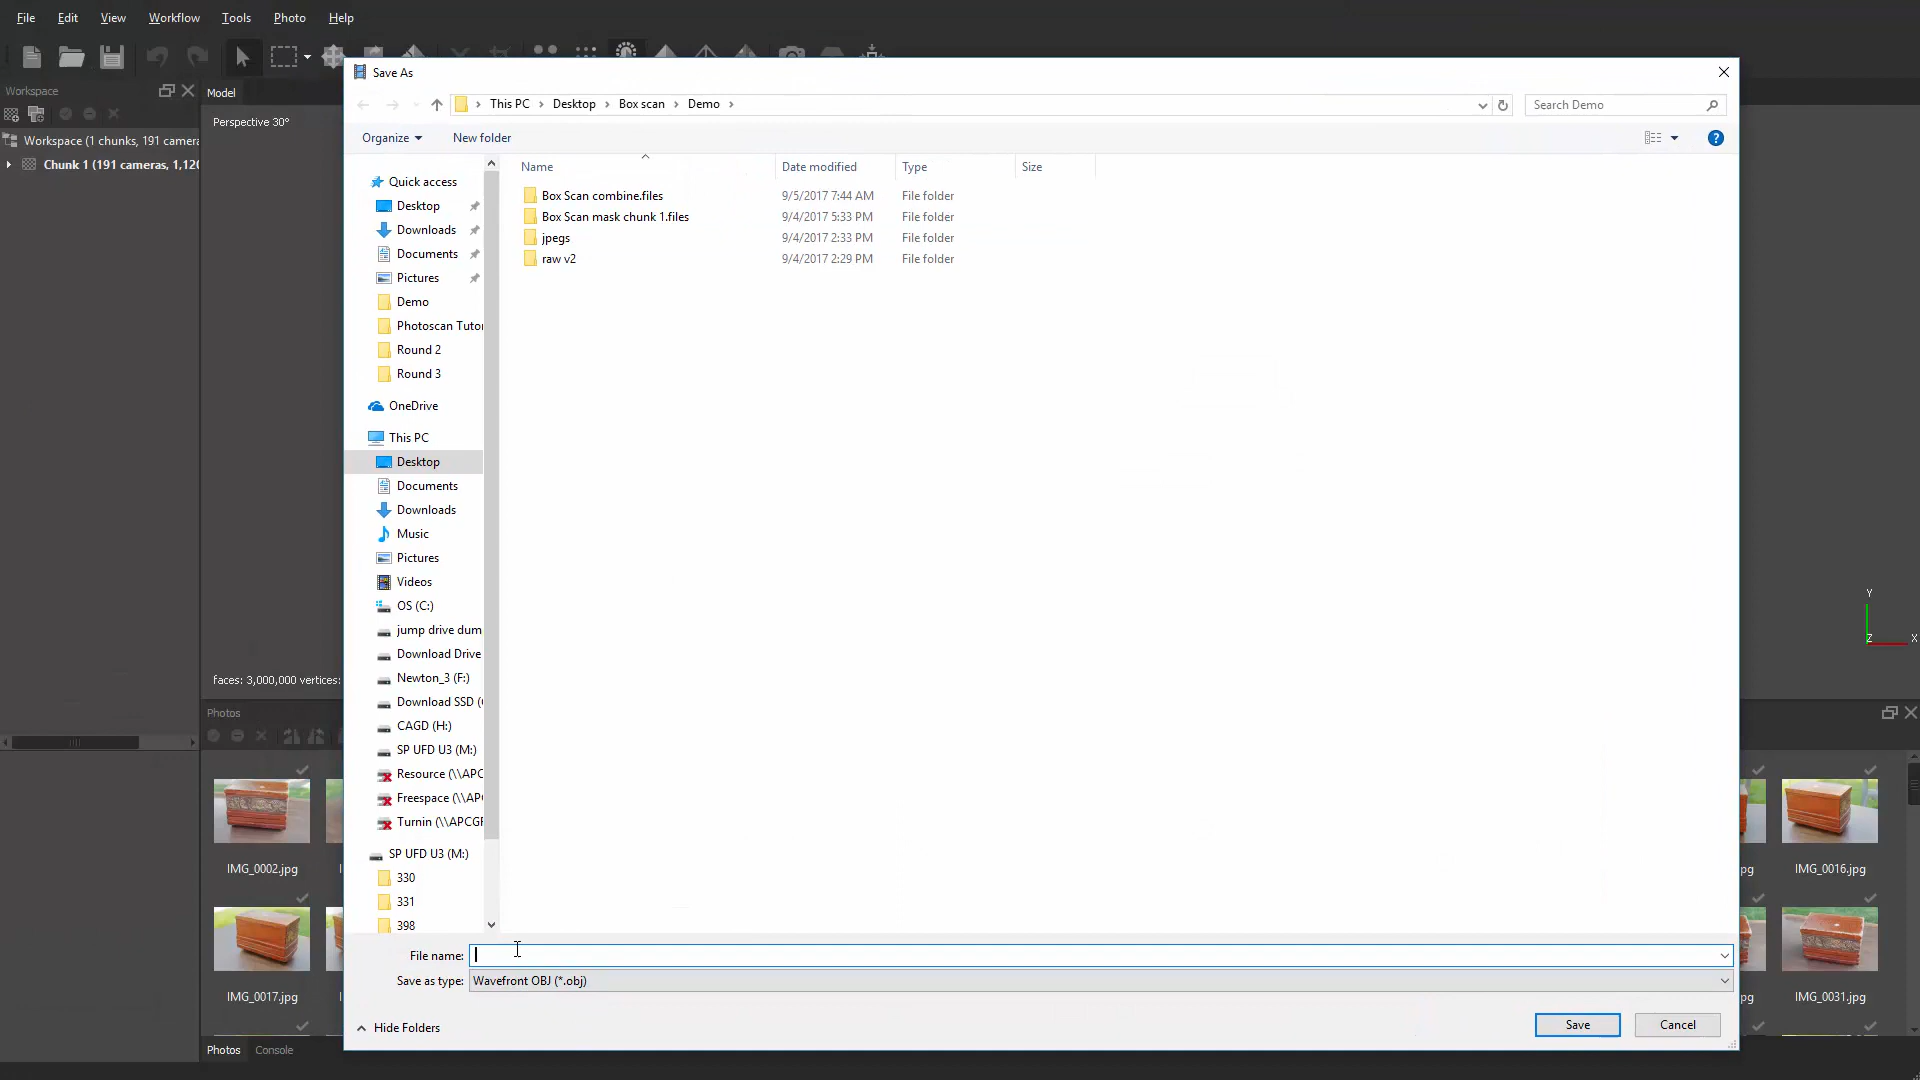 File Edit View Workflow Tools Photo Help
Save As
Workspace
Model
This PC Desktop Box scan Demo
Search Demo
Perspective 30°
Organize New folder
Workspace (1 chunks, 191 camera
Chunk 1 (191 cameras, 1,120
Name Date modified Type Size
Quick access
Desktop
Downloads
Documents
Pictures
Demo
Photoscan Tutor
Round 2
Round 3
OneDrive
This PC
Desktop
Documents
Downloads
Music
Pictures
Videos
OS (C:)
jump drive dum
Download Drive
Newton_3 (F:)
Download SSD (
CAGD (H:)
SP UFD U3 (M:)
Resource (\\APC
Freespace (\\AP
Turnin (\\APCGF
SP UFD U3 (M:)
330
331
398
Box Scan combine.files 9/5/2017 7:44 AM File folder
Box Scan mask chunk 1.files 9/4/2017 5:33 PM File folder
jpegs 9/4/2017 2:33 PM File folder
raw v2 9/4/2017 2:29 PM File folder
Y
Z X
faces: 3,000,000 vertices:
Photos
IMG_0002.jpg
pg
IMG_0016.jpg
IMG_0017.jpg
pg
IMG_0031.jpg
File name:
Save as type: Wavefront OBJ (*.obj)
Hide Folders
Save Cancel
Photos Console